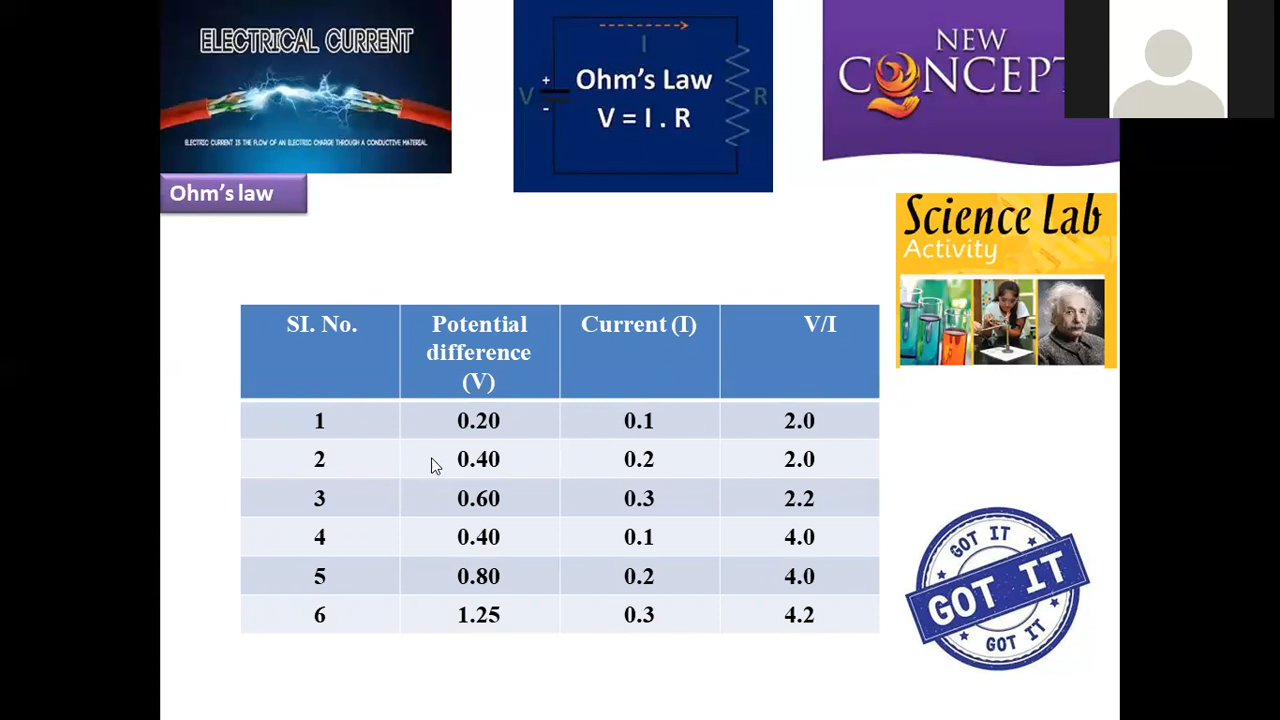 ELECTRICAL CURRENT
ELECTRIC CURRENT IS THE FLOW OF AN ELECTRIC CHARGE THROUGH A CONDUCTIVE MATERIAL.
I
+
V
-
R
Ohm's Law
V = I . R
NEW
CONCEPT
Ohm's law
Science Lab
Activity
SI. No. Potential difference (V) Current (I) V/I
1 0.20 0.1 2.0
2 0.40 0.2 2.0
3 0.60 0.3 2.2
4 0.40 0.1 4.0
5 0.80 0.2 4.0
6 1.25 0.3 4.2
GOT IT
GOT IT
GOT IT